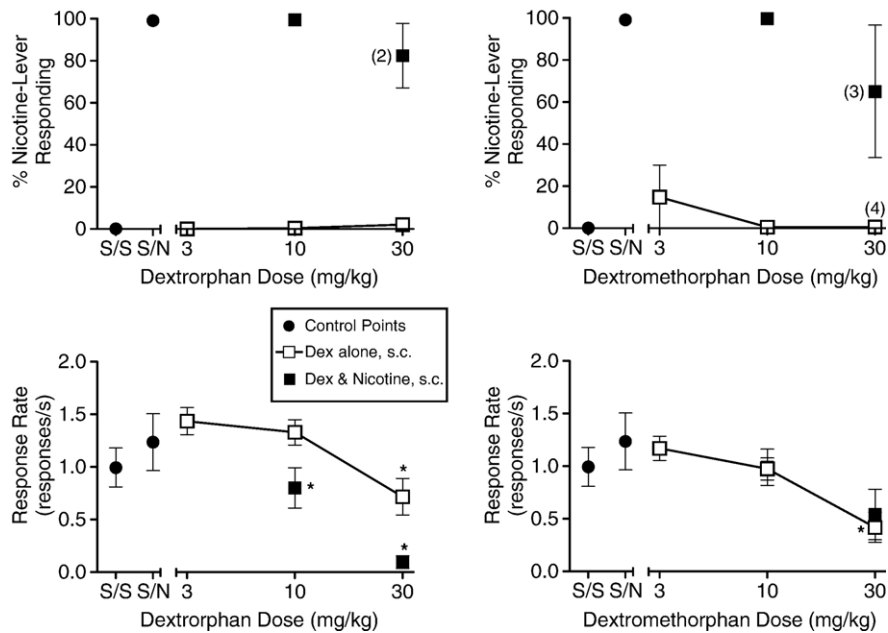 % Nicotine-Lever
Responding
100
80
60
40
20
0
(2)
S/S S/N 3 10 30
Dextrorphan Dose (mg/kg)
% Nicotine-Lever
Responding
100
80
60
40
20
0
(3)
(4)
S/S S/N 3 10 30
Dextromethorphan Dose (mg/kg)
Control Points
Dex alone, s.c.
Dex & Nicotine, s.c.
Response Rate
(responses/s)
2.0
1.5
1.0
0.5
0.0
*
*
*
S/S S/N 3 10 30
Dextrorphan Dose (mg/kg)
Response Rate
(responses/s)
2.0
1.5
1.0
0.5
0.0
*
S/S S/N 3 10 30
Dextromethorphan Dose (mg/kg)